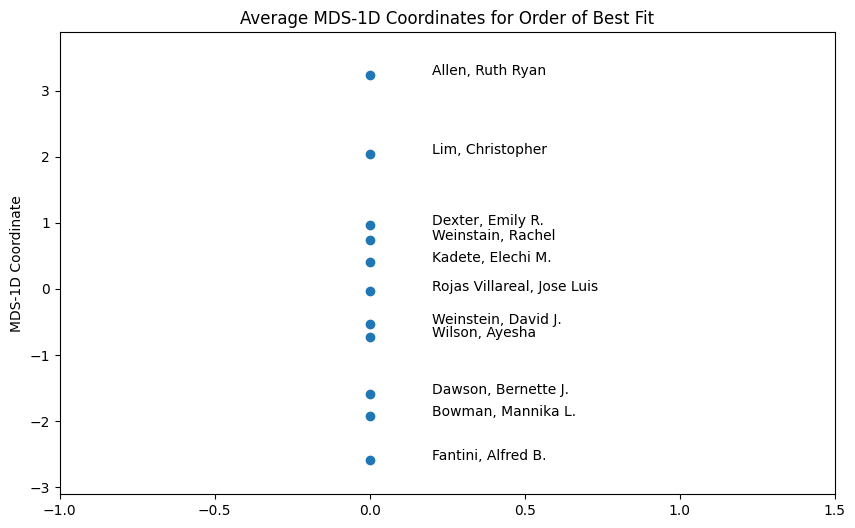 Average MDS-1D Coordinates for Order of Best Fit
MDS-1D Coordinate
3
2
1
0
−1
−2
−3
Allen, Ruth Ryan
Lim, Christopher
Dexter, Emily R.
Weinstain, Rachel
Kadete, Elechi M.
Rojas Villareal, Jose Luis
Weinstein, David J.
Wilson, Ayesha
Dawson, Bernette J.
Bowman, Mannika L.
Fantini, Alfred B.
−1.0 −0.5 0.0 0.5 1.0 1.5